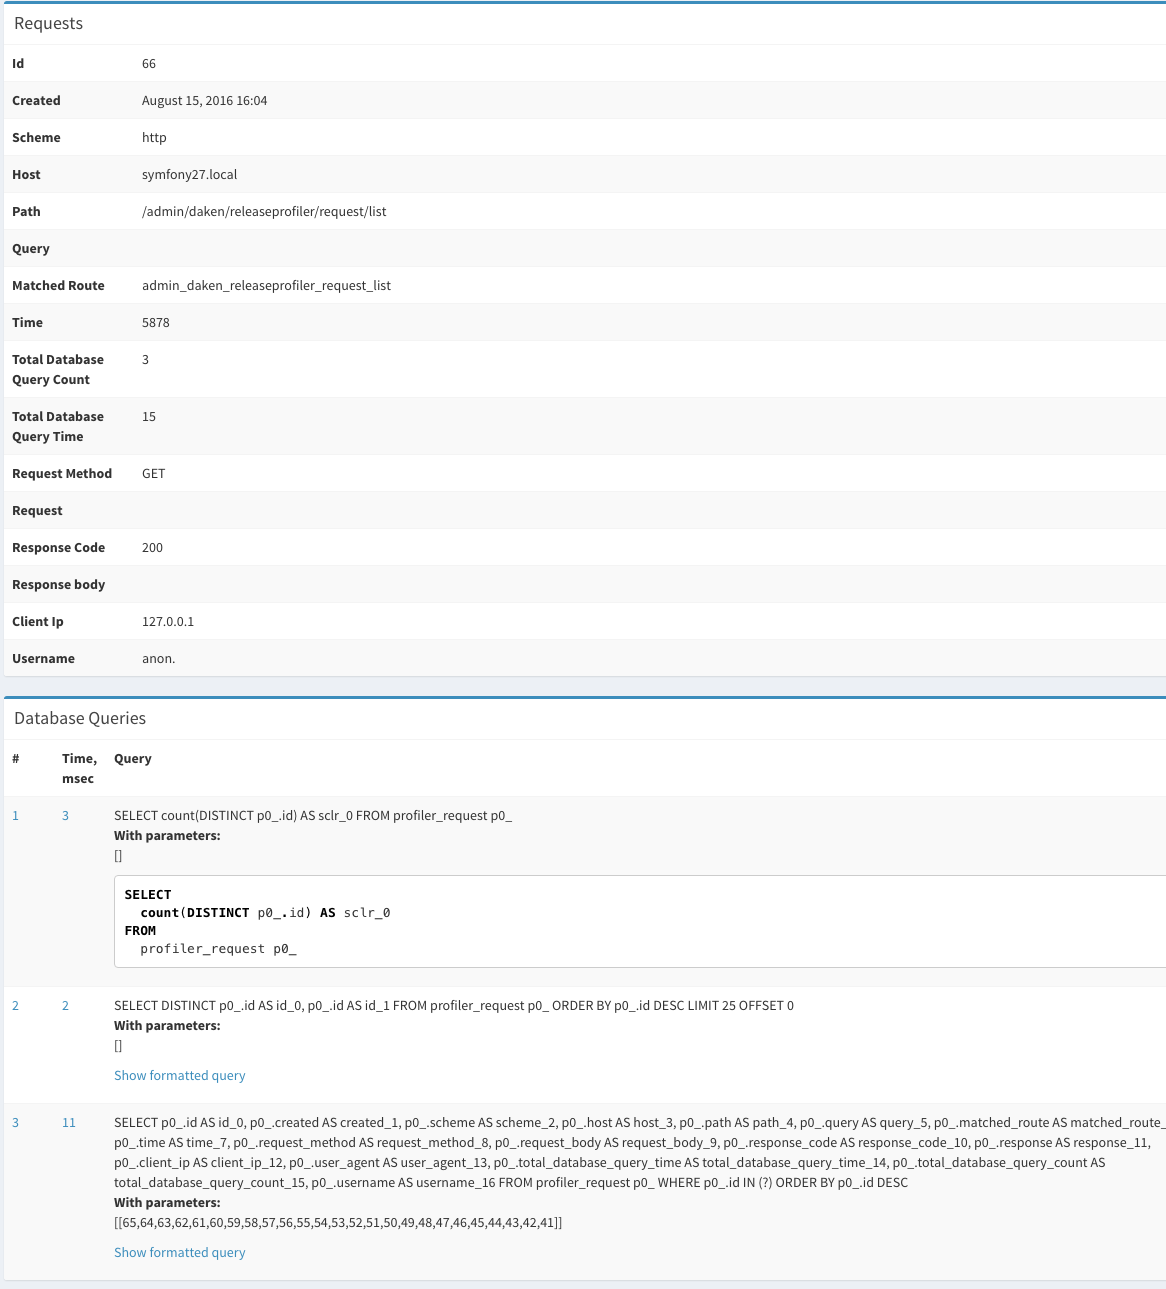 Requests
Id 66
Created August 15, 2016 16:04
Scheme http
Host symfony27.local
Path /admin/daken/releaseprofiler/request/list
Query
Matched Route admin_daken_releaseprofiler_request_list
Time 5878
Total Database 3
Query Count
Total Database 15
Query Time
Request Method GET
Request
Response Code 200
Response body
Client Ip 127.0.0.1
Username anon.
Database Queries
# Time, Query
msec
1 3 SELECT count(DISTINCT p0_.id) AS sclr_0 FROM profiler_request p0_
With parameters:
[]
SELECT
count(DISTINCT p0_.id) AS sclr_0
FROM
profiler_request p0_
2 2 SELECT DISTINCT p0_.id AS id_0, p0_.id AS id_1 FROM profiler_request p0_ ORDER BY p0_.id DESC LIMIT 25 OFFSET 0
With parameters:
[]
Show formatted query
3 11 SELECT p0_.id AS id_0, p0_.created AS created_1, p0_.scheme AS scheme_2, p0_.host AS host_3, p0_.path AS path_4, p0_.query AS query_5, p0_.matched_route AS matched_route_
p0_.time AS time_7, p0_.request_method AS request_method_8, p0_.request_body AS request_body_9, p0_.response_code AS response_code_10, p0_.response AS response_11,
p0_.client_ip AS client_ip_12, p0_.user_agent AS user_agent_13, p0_.total_database_query_time AS total_database_query_time_14, p0_.total_database_query_count AS
total_database_query_count_15, p0_.username AS username_16 FROM profiler_request p0_ WHERE p0_.id IN (?) ORDER BY p0_.id DESC
With parameters:
[[65,64,63,62,61,60,59,58,57,56,55,54,53,52,51,50,49,48,47,46,45,44,43,42,41]]
Show formatted query